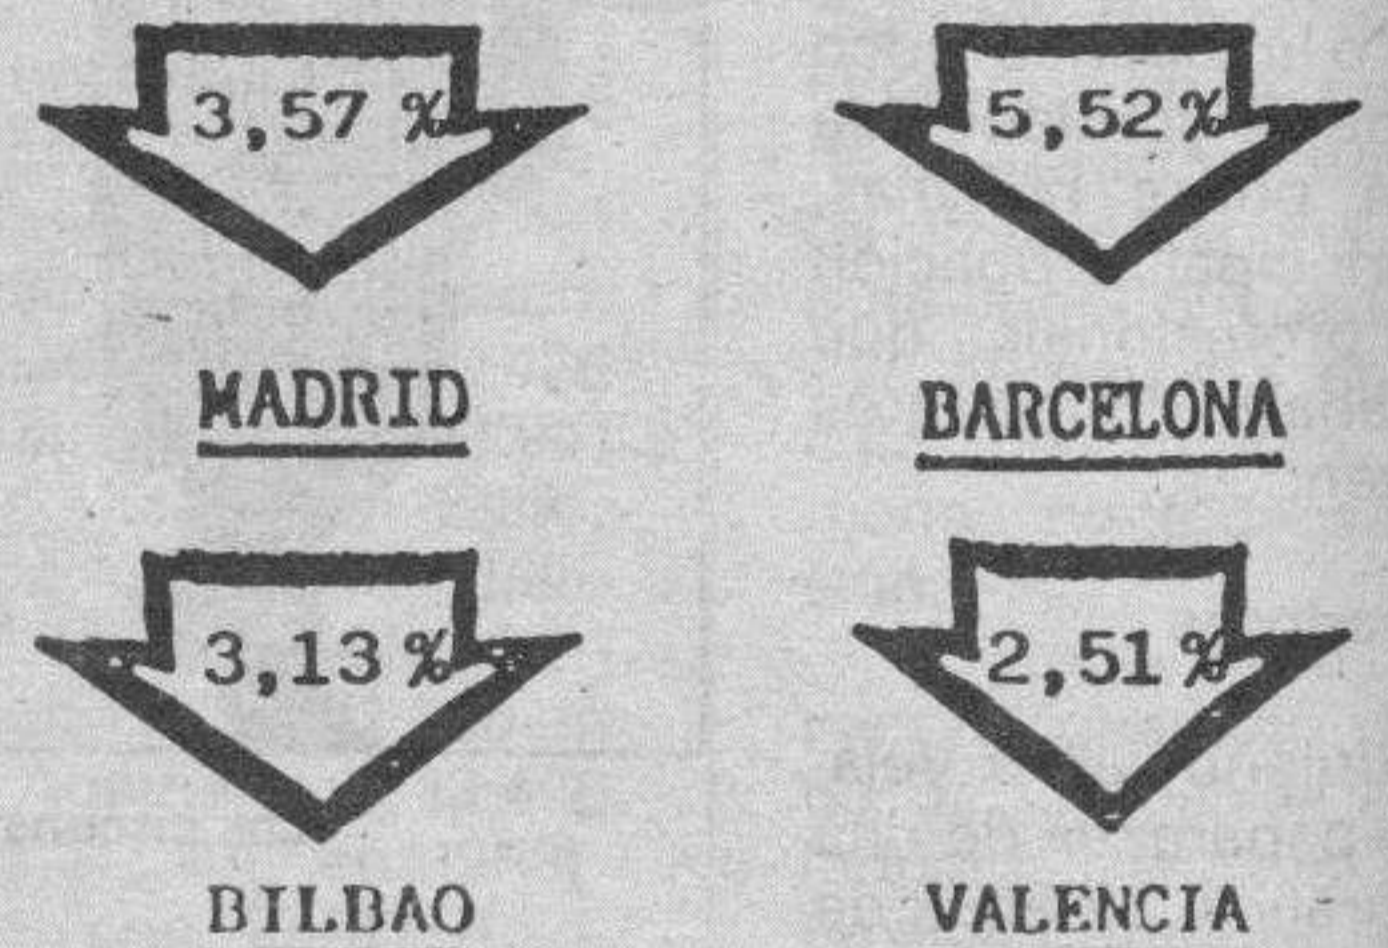 3,57 %
5,52 %
MADRID
BARCELONA
3,13 %
2,51 %
BILBAO
VALENCIA